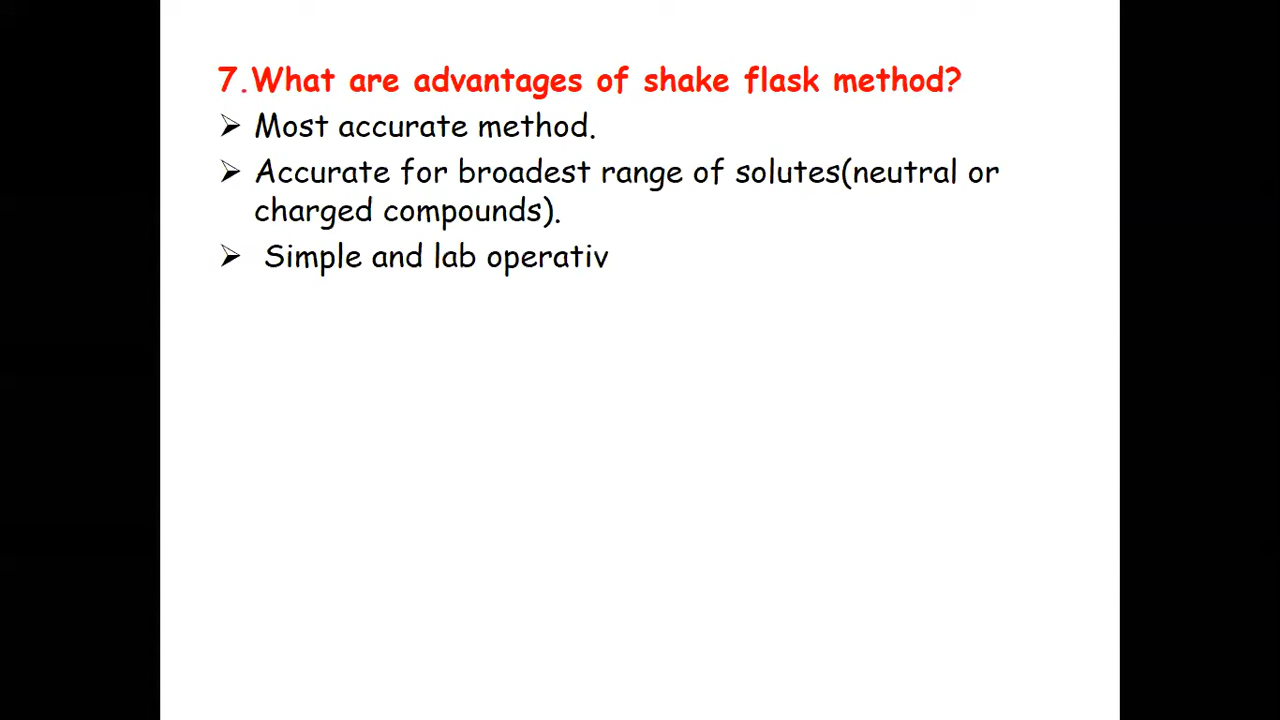 7.What are advantages of shake flask method?
➢ Most accurate method.
➢ Accurate for broadest range of solutes(neutral or
charged compounds).
➢ Simple and lab operativ